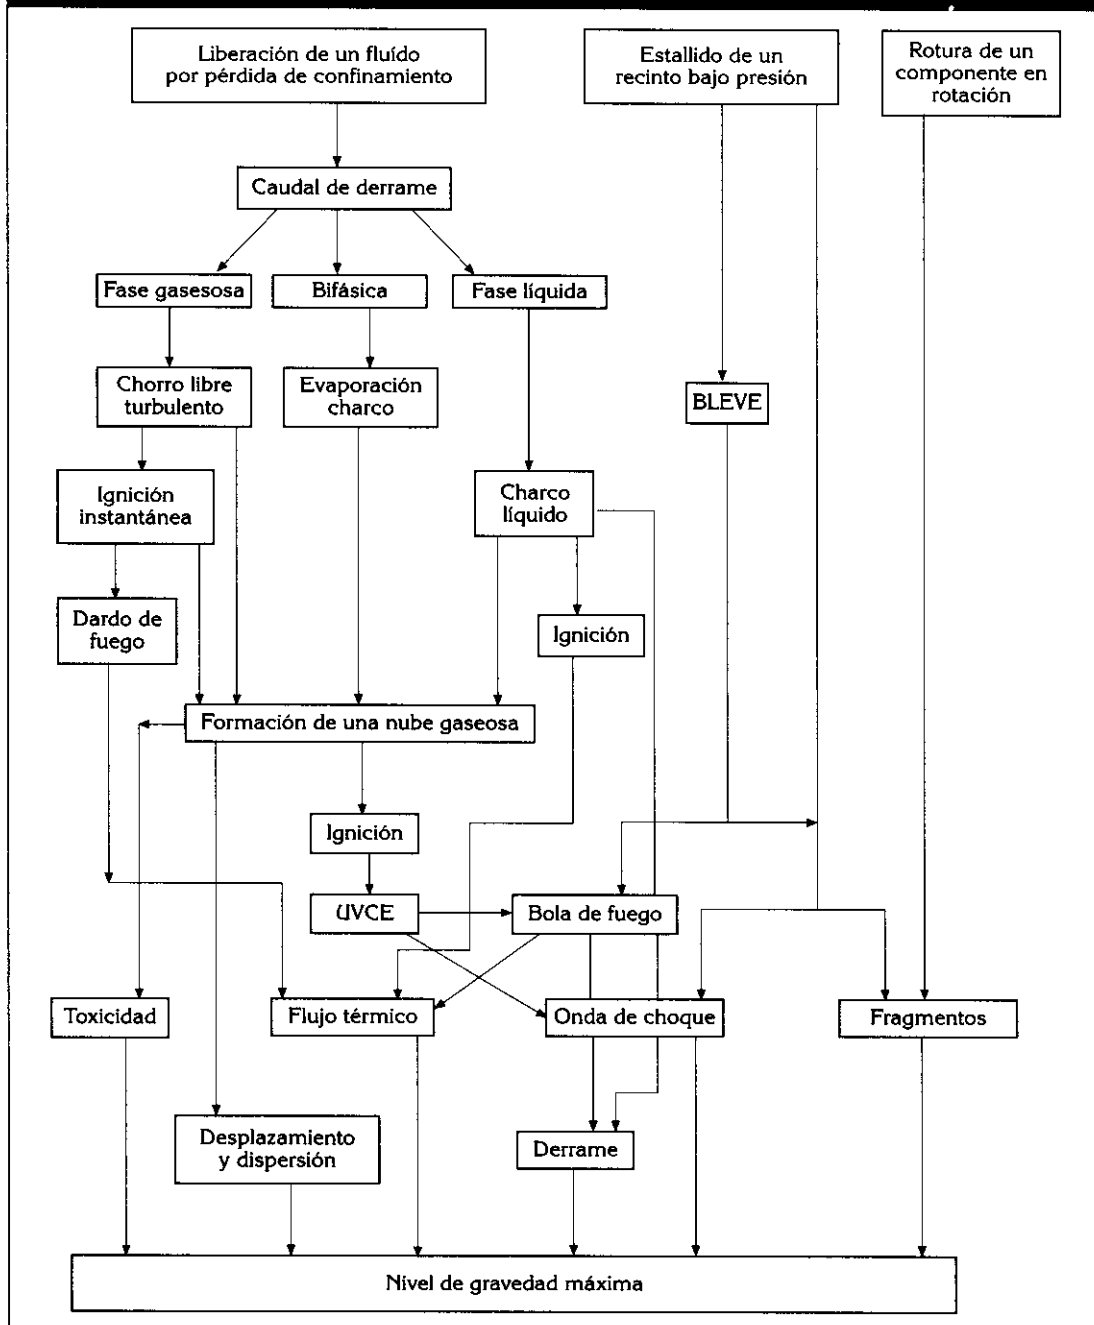 Liberación de un fluído
por pérdida de confinamiento
Estallido de un
recinto bajo presión
Rotura de un
componente en
rotación
Caudal de derrame
Fase gasesosa
Bifásica
Fase líquida
Chorro libre
turbulento
Evaporación
charco
BLEVE
Ignición
instantánea
Charco
líquido
Dardo de
fuego
Ignición
Formación de una nube gaseosa
Ignición
UVCE
Bola de fuego
Toxicidad
Flujo térmico
Onda de choque
Fragmentos
Desplazamiento
y dispersión
Derrame
Nivel de gravedad máxima